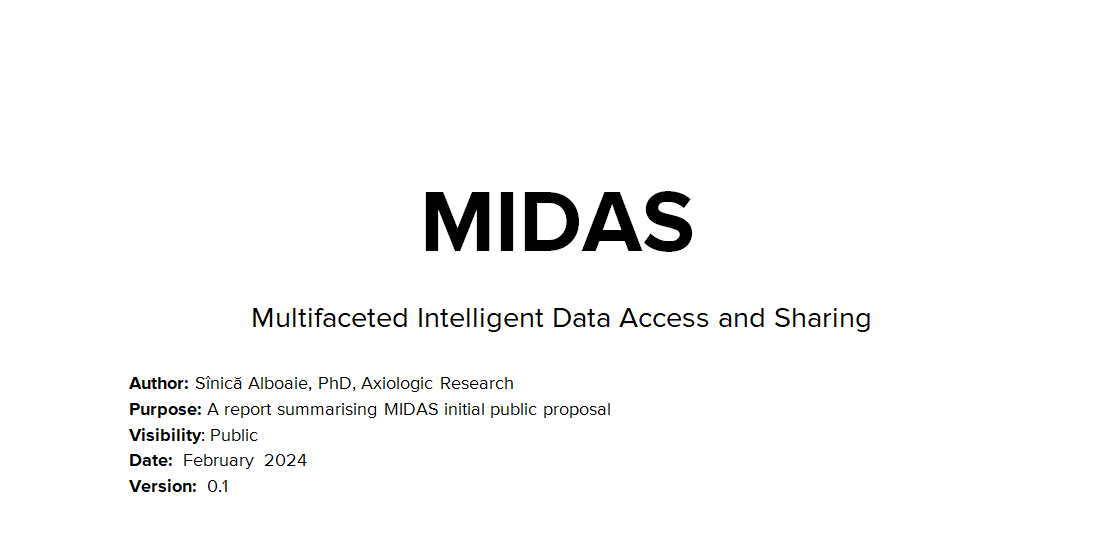 MIDAS
Multifaceted Intelligent Data Access and Sharing
Author: Sînică Alboaie, PhD, Axiologic Research
Purpose: A report summarising MIDAS initial public proposal
Visibility: Public
Date: February 2024
Version: 0.1